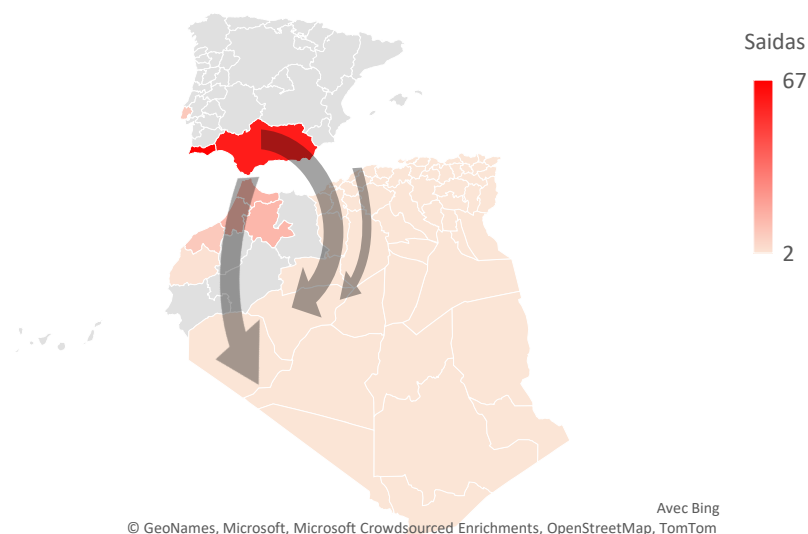 Saidas
67
2
Avec Bing
© GeoNames, Microsoft, Microsoft Crowdsourced Enrichments, OpenStreetMap, TomTom